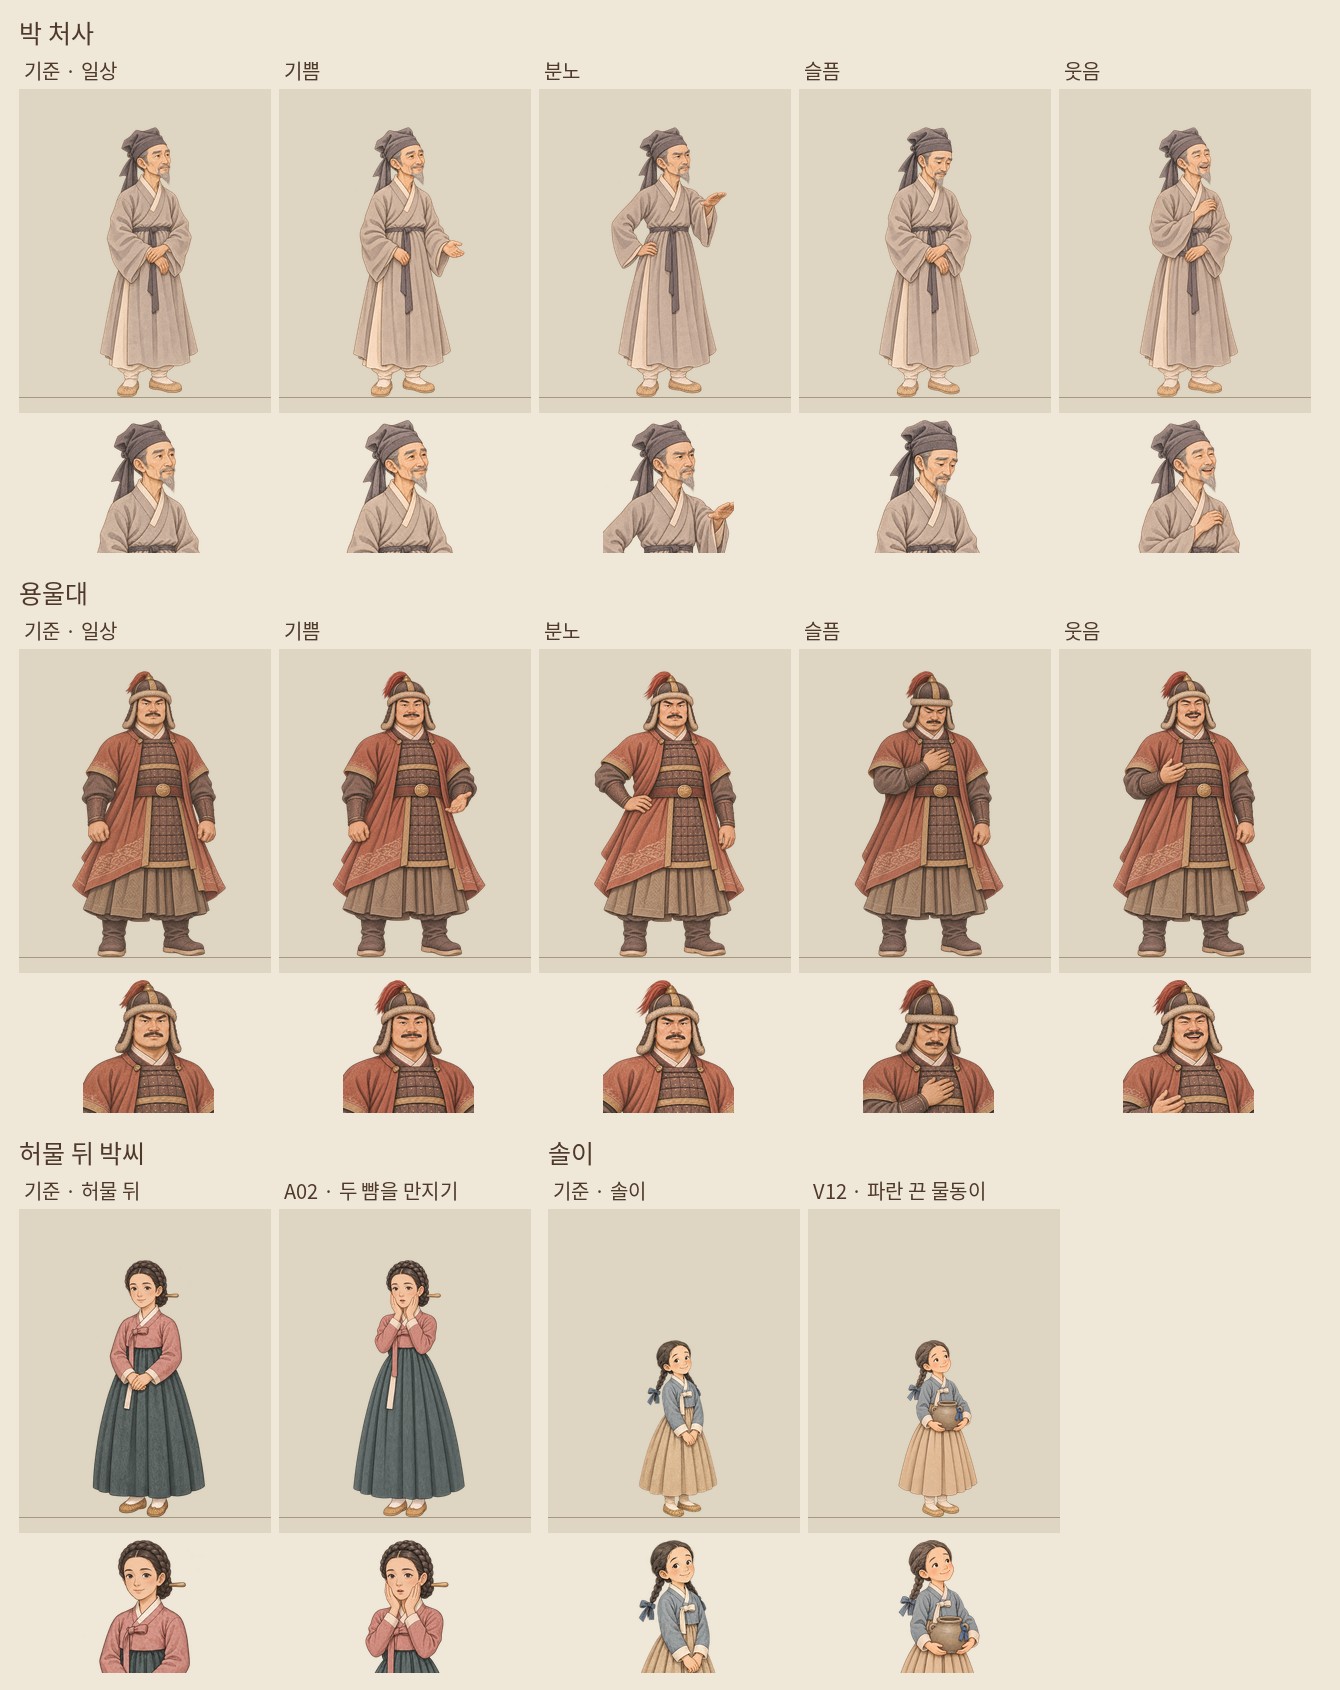 박 처사
기준 · 일상
기쁨
분노
슬픔
웃음
용울대
기준 · 일상
기쁨
분노
슬픔
웃음
허물 뒤 박씨
솔이
기준 · 허물 뒤
A02 · 두 뺨을 만지기
기준 · 솔이
V12 · 파란 끈 물동이